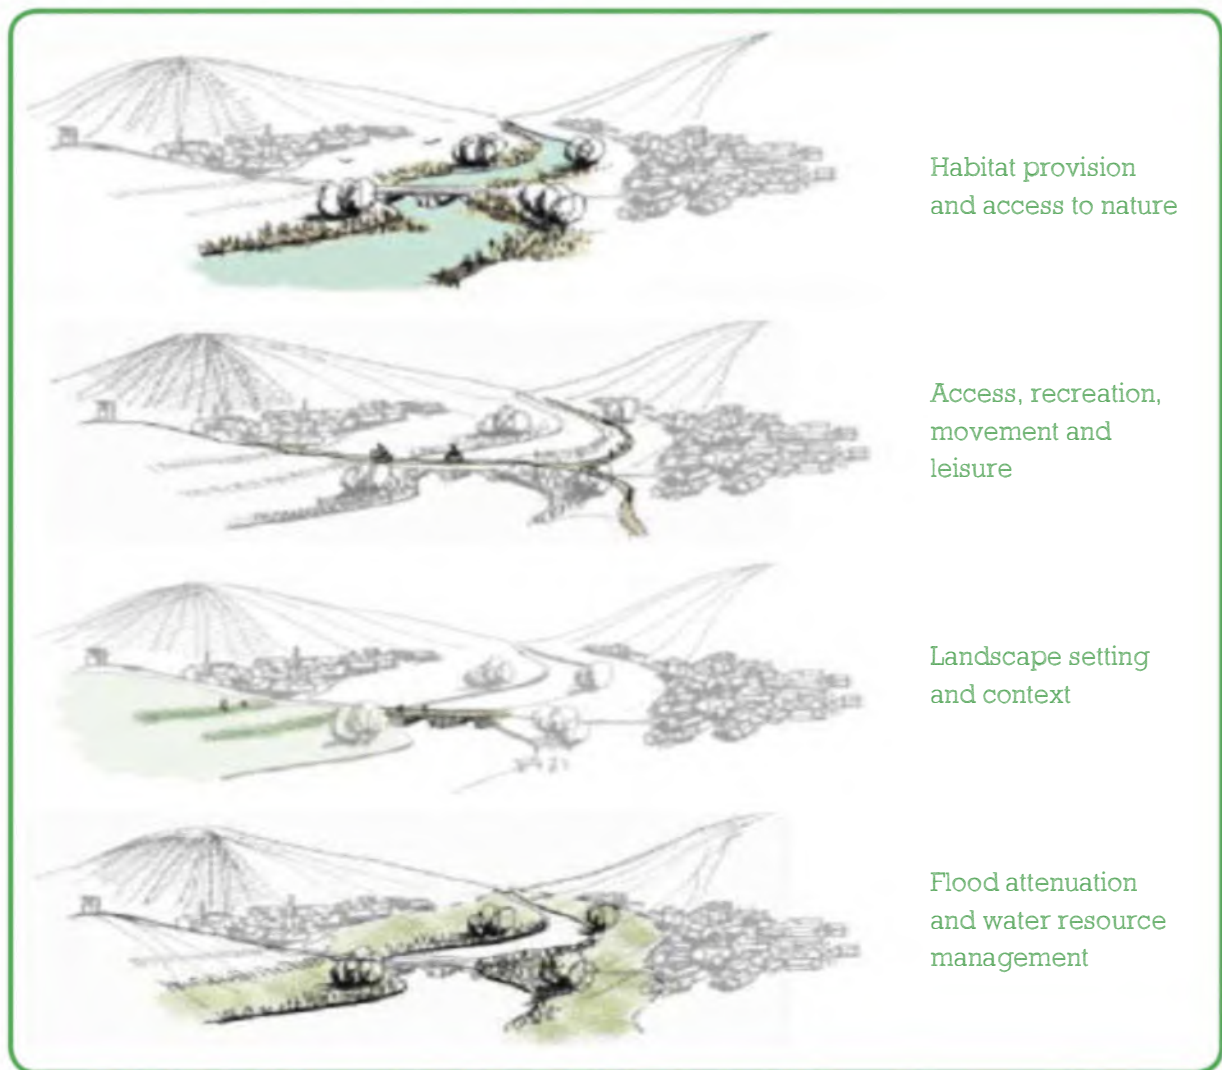 Habitat provision
and access to nature
Access, recreation,
movement and
leisure
Landscape setting
and context
Flood attenuation
and water resource
management